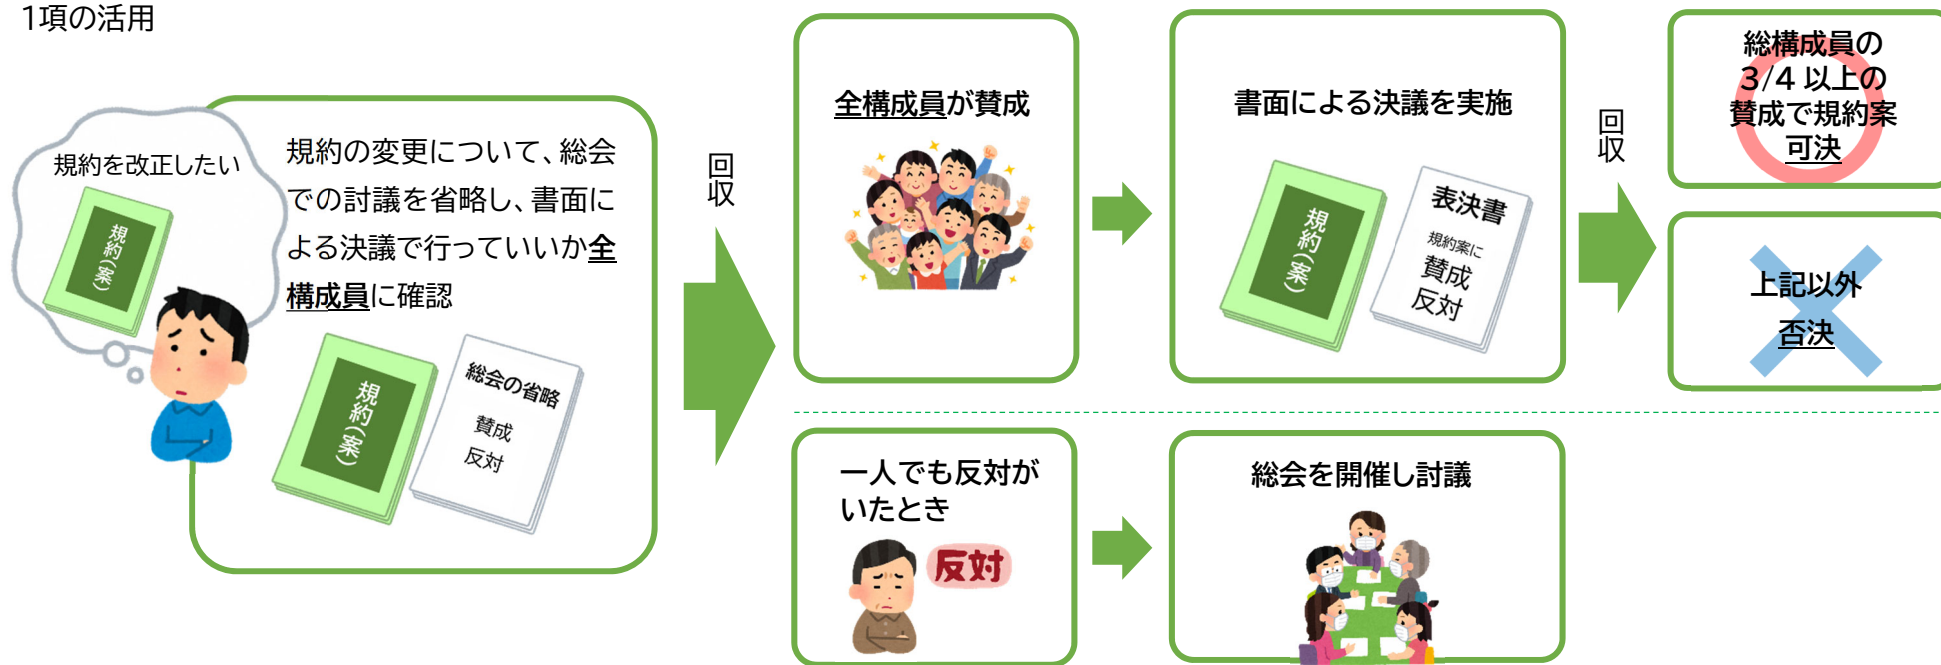 1項の活用
規約を改正したい
規約(案)
規約の変更について、総会
での討議を省略し、書面に
よる決議で行っていいか全
構成員に確認
規約(案)
総会の省略
賛成
反対
回収
全構成員が賛成
書面による決議を実施
規約(案)
表決書
規約案に
賛成
反対
回収
総構成員の
3/4 以上の
賛成で規約案
可決
上記以外
否決
一人でも反対が
いたとき
反対
総会を開催し討議